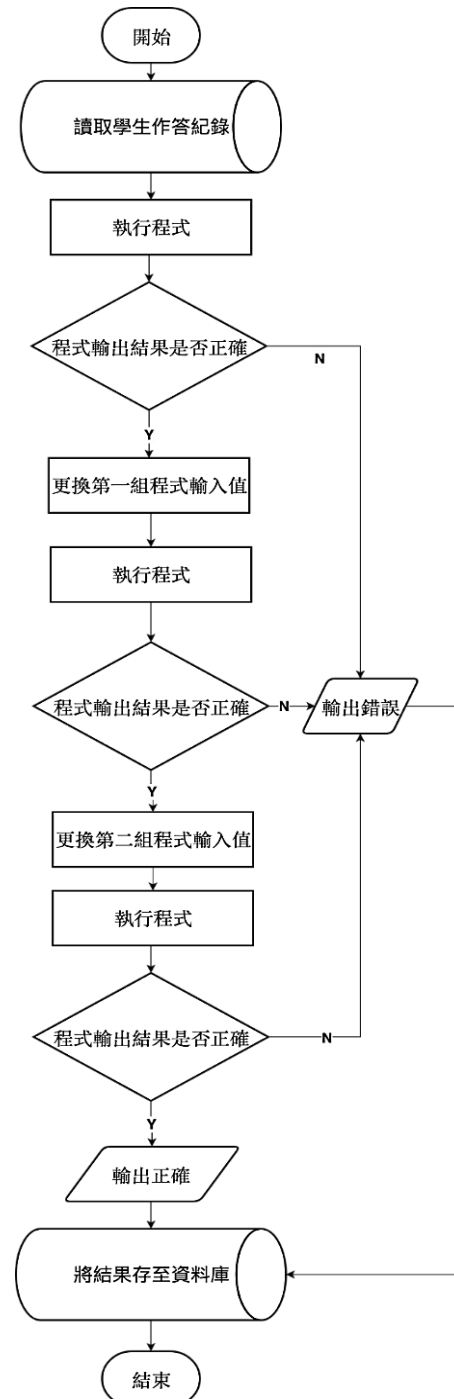 開始
讀取學生作答紀錄
執行程式
程式輸出結果是否正確
N
Y
更換第一組程式輸入值
執行程式
程式輸出結果是否正確
N
輸出錯誤
Y
更換第二組程式輸入值
執行程式
程式輸出結果是否正確
N
Y
輸出正確
將結果存至資料庫
結束